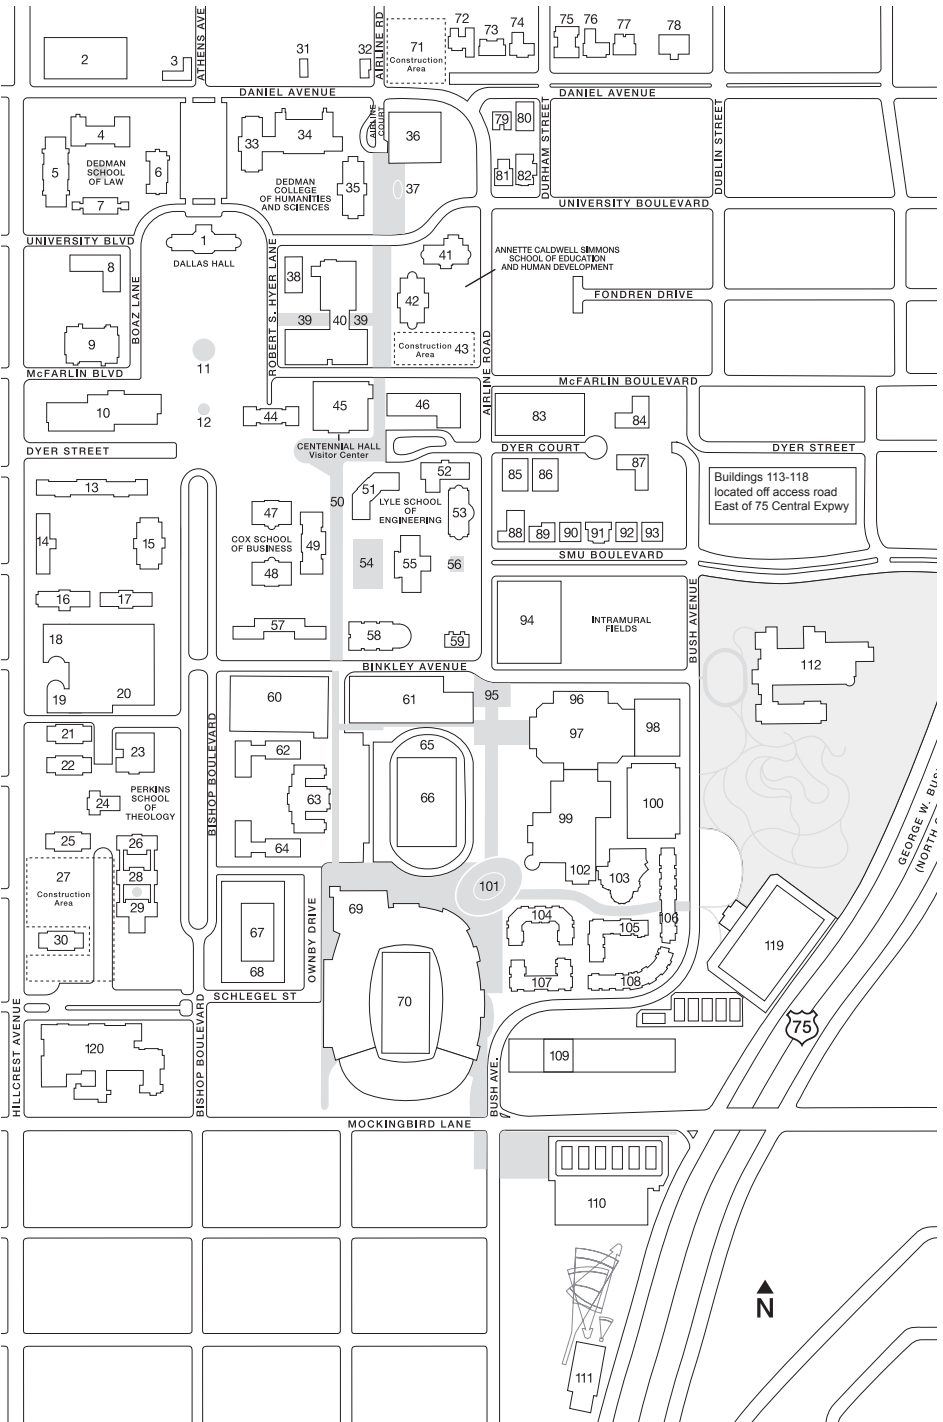 72
73
74
75
76
77
78
2
3
ATHENS AVE
31
32
AIRLINE RD
71
Construction
Area
DANIEL AVENUE
DANIEL AVENUE
4
5
6
7
DEDMAN
SCHOOL
OF LAW
33
34
35
DEDMAN
COLLEGE
OF HUMANITIES
AND SCIENCES
AIRLINE
COURT
36
37
79
80
81
82
DURHAM STREET
DUBLIN STREET
UNIVERSITY BOULEVARD
UNIVERSITY BLVD
1
DALLAS HALL
8
9
BOAZ LANE
ROBERT S. HYER LANE
38
39
40
39
41
42
ANNETTE CALDWELL SIMMONS
SCHOOL OF EDUCATION
AND HUMAN DEVELOPMENT
FONDREN DRIVE
Construction
Area
43
AIRLINE ROAD
11
12
McFARLIN BLVD
McFARLIN BOULEVARD
10
44
45
46
83
84
DYER STREET
CENTENNIAL HALL
Visitor Center
DYER COURT
DYER STREET
13
14
15
16
17
47
48
49
COX SCHOOL
OF BUSINESS
50
51
52
53
LYLE SCHOOL
OF
ENGINEERING
54
55
56
85
86
87
88
89
90
91
92
93
Buildings 113-118
located off access road
East of 75 Central Expwy
SMU BOULEVARD
57
58
59
94
INTRAMURAL
FIELDS
BUSH AVENUE
112
18
19
20
BINKLEY AVENUE
21
22
23
24
PERKINS
SCHOOL
OF
THEOLOGY
BISHOP BOULEVARD
60
61
62
63
64
65
66
95
96
97
98
99
100
25
26
27
Construction
Area
28
29
30
67
68
69
70
OWNBY DRIVE
101
102
103
104
105
106
107
108
109
119
GEORGE W. BUS
(NORTH C
75
SCHLEGEL ST
HILLCREST AVENUE
120
BISHOP BOULEVARD
BUSH AVE.
MOCKINGBIRD LANE
110
111
N